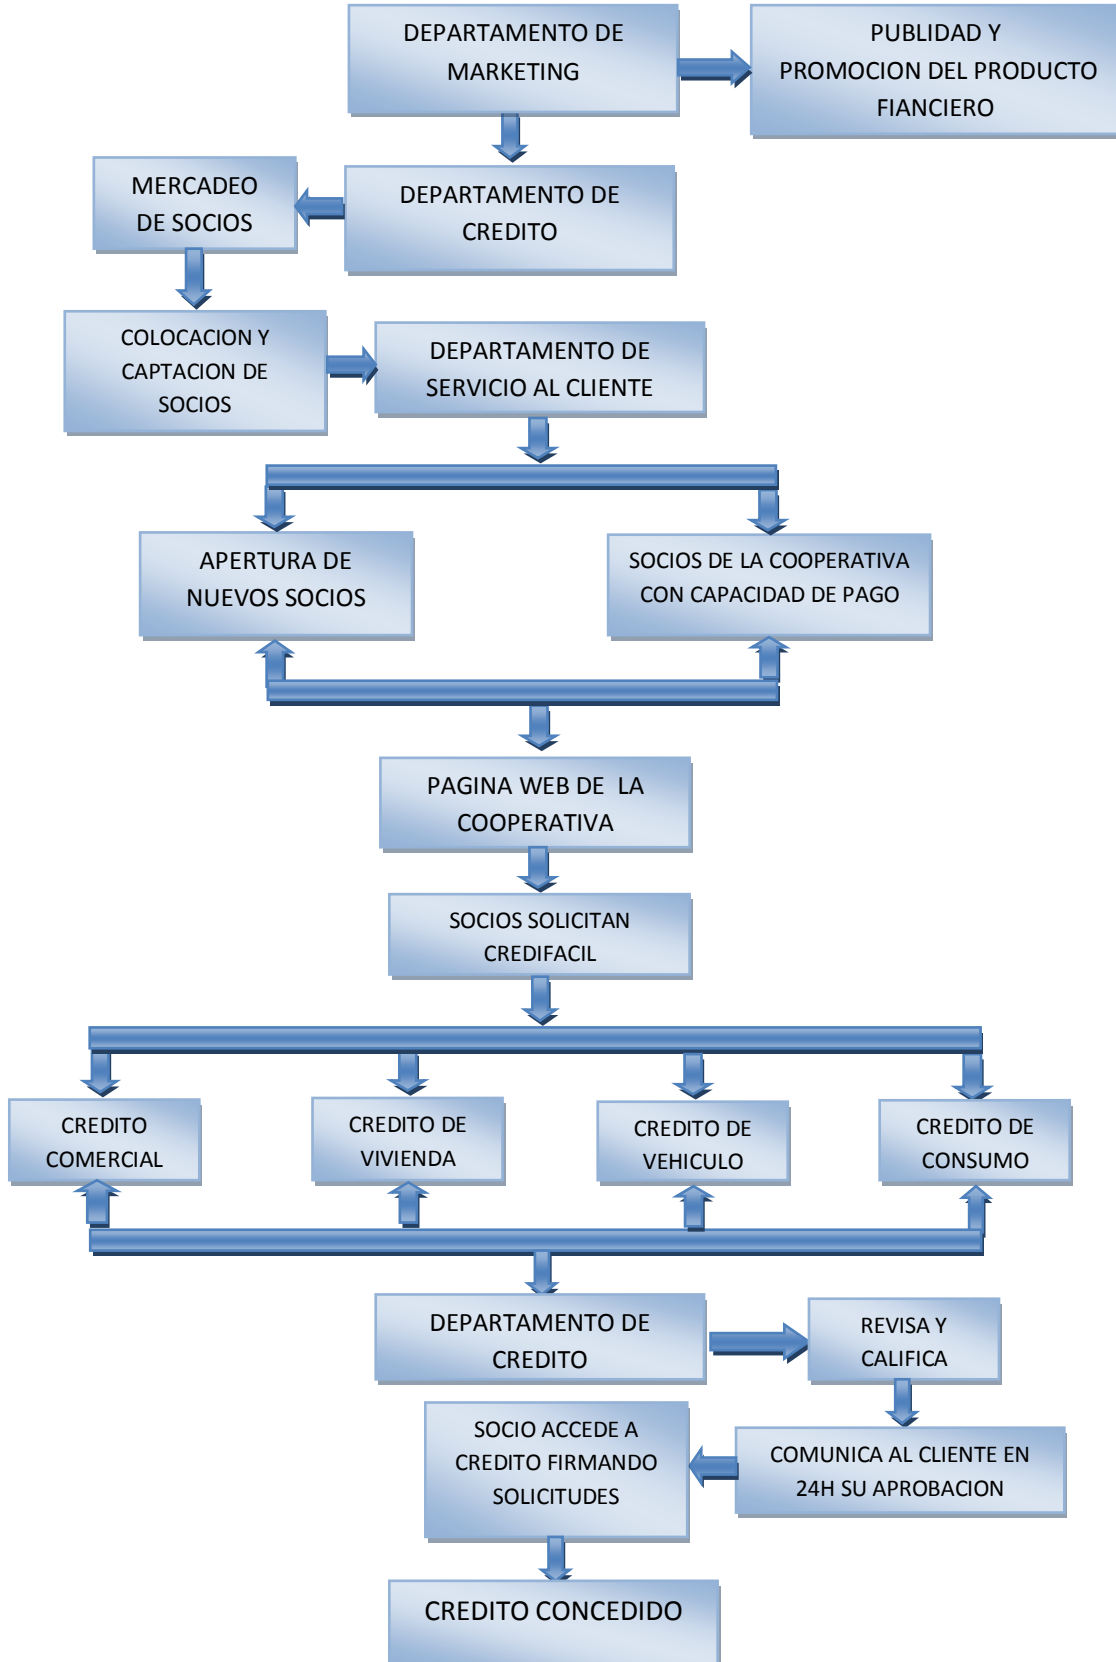 DEPARTAMENTO DE
MARKETING
PUBLIDAD Y
PROMOCION DEL PRODUCTO
FIANCIERO
DEPARTAMENTO DE
CREDITO
MERCADEO
DE SOCIOS
COLOCACION Y
CAPTACION DE
SOCIOS
DEPARTAMENTO DE
SERVICIO AL CLIENTE
APERTURA DE
NUEVOS SOCIOS
SOCIOS DE LA COOPERATIVA
CON CAPACIDAD DE PAGO
PAGINA WEB DE LA
COOPERATIVA
SOCIOS SOLICITAN
CREDIFACIL
CREDITO
COMERCIAL
CREDITO DE
VIVIENDA
CREDITO DE
VEHICULO
CREDITO DE
CONSUMO
DEPARTAMENTO DE
CREDITO
REVISA Y
CALIFICA
COMUNICA AL CLIENTE EN
24H SU APROBACION
SOCIO ACCEDE A
CREDITO FIRMANDO
SOLICITUDES
CREDITO CONCEDIDO